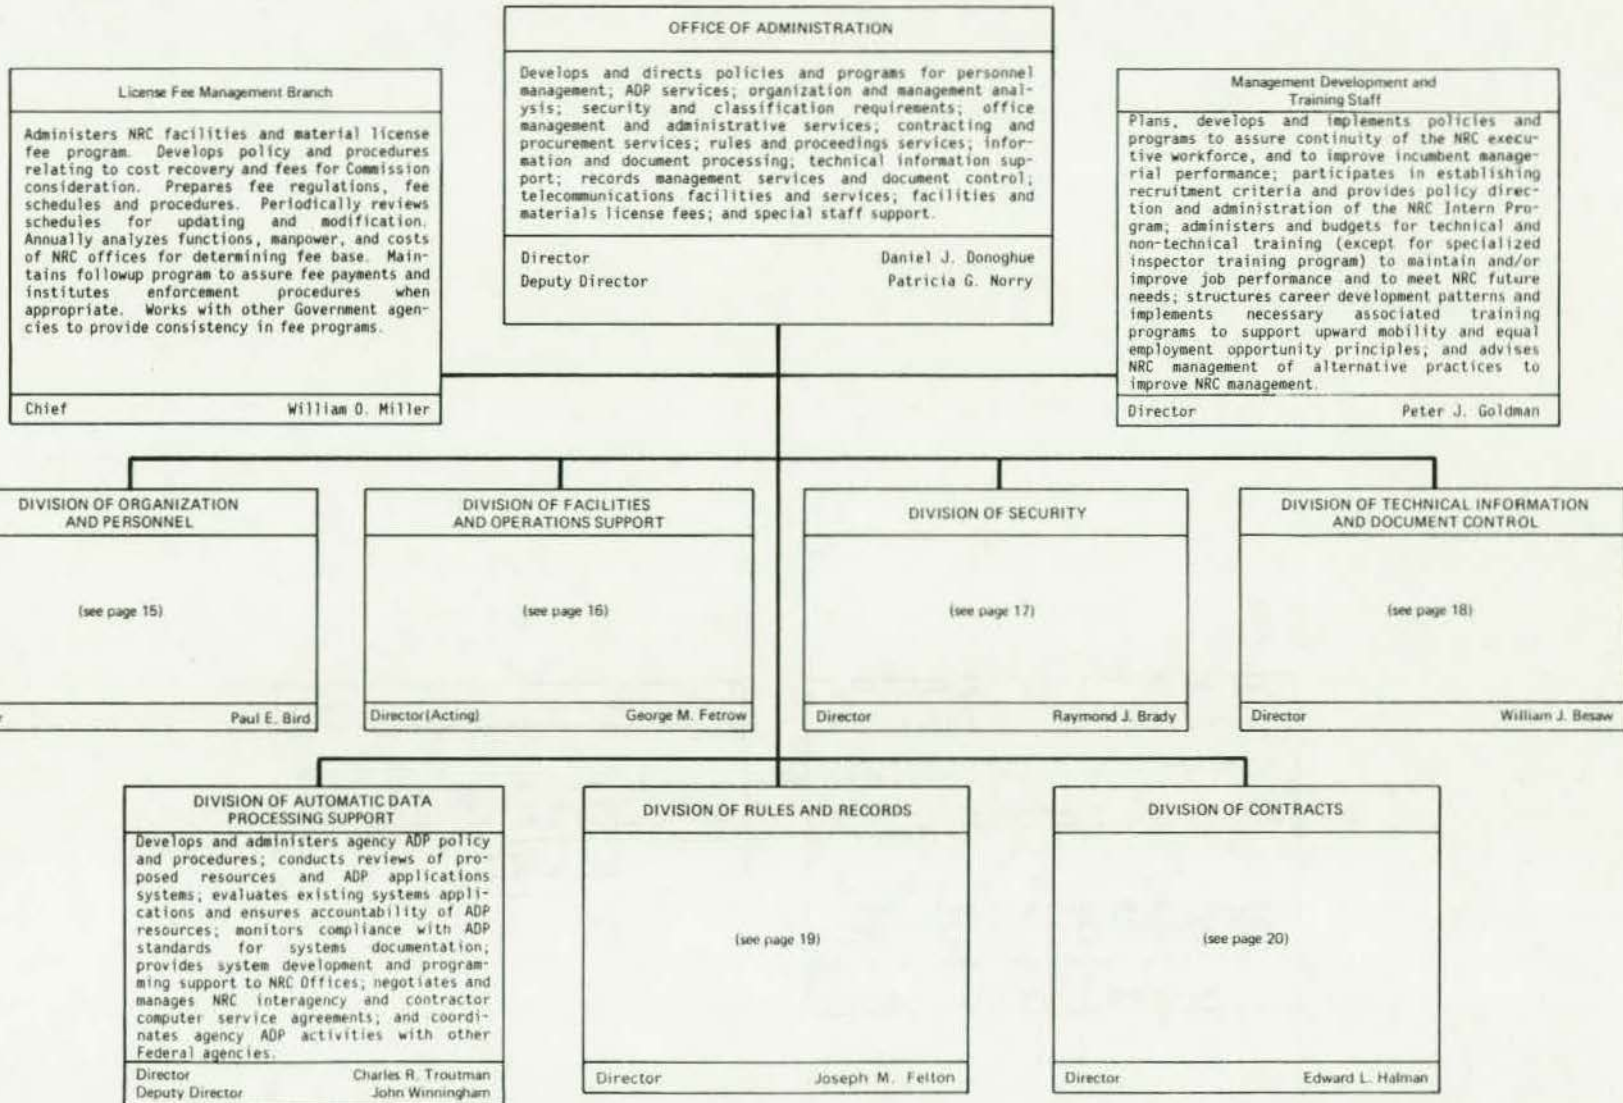 OFFICE OF ADMINISTRATION
Develops and directs policies and programs for personnel
management; ADP services; organization and management anal-
ysis; security and classification requirements; office
management and administrative services; contracting and
procurement services; rules and proceedings services; infor-
mation and document processing; technical information sup-
port; records management services and document control;
telecommunications facilities and services; facilities and
materials license fees; and special staff support.
Director Daniel J. Donoghue
Deputy Director Patricia G. Norry
License Fee Management Branch
Administers NRC facilities and material license
fee program. Develops policy and procedures
relating to cost recovery and fees for Commission
consideration. Prepares fee regulations, fee
schedules and procedures. Periodically reviews
schedules for updating and modification.
Annually analyzes functions, manpower, and costs
of NRC offices for determining fee base. Main-
tains followup program to assure fee payments and
institutes enforcement procedures when
appropriate. Works with other Government agen-
cies to provide consistency in fee programs.
Chief William O. Miller
Management Development and
Training Staff
Plans, develops and implements policies and
programs to assure continuity of the NRC execu-
tive workforce, and to improve incumbent manage-
rial performance; participates in establishing
recruitment criteria and provides policy direc-
tion and administration of the NRC Intern Pro-
gram; administers and budgets for technical and
non-technical training (except for specialized
inspector training program) to maintain and/or
improve job performance and to meet NRC future
needs; structures career development patterns and
implements necessary associated training
programs to support upward mobility and equal
employment opportunity principles; and advises
NRC management of alternative practices to
improve NRC management.
Director Peter J. Goldman
DIVISION OF ORGANIZATION
AND PERSONNEL
(see page 15)
Paul E. Bird
DIVISION OF FACILITIES
AND OPERATIONS SUPPORT
(see page 16)
Director (Acting) George M. Fetrow
DIVISION OF SECURITY
(see page 17)
Director Raymond J. Brady
DIVISION OF TECHNICAL INFORMATION
AND DOCUMENT CONTROL
(see page 18)
Director William J. Besaw
DIVISION OF AUTOMATIC DATA
PROCESSING SUPPORT
Develops and administers agency ADP policy
and procedures; conducts reviews of pro-
posed resources and ADP applications
systems; evaluates existing systems appli-
cations and ensures accountability of ADP
resources; monitors compliance with ADP
standards for systems documentation;
provides system development and program-
ming support to NRC Offices; negotiates and
manages NRC interagency and contractor
computer service agreements; and coordi-
nates agency ADP activities with other
Federal agencies.
Director Charles R. Troutman
Deputy Director John Winningham
DIVISION OF RULES AND RECORDS
(see page 19)
Director Joseph M. Felton
DIVISION OF CONTRACTS
(see page 20)
Director Edward L. Halman